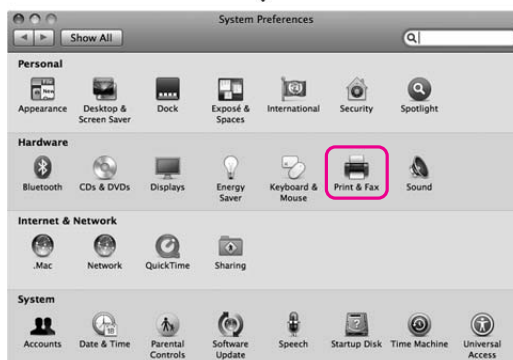 System Preferences
Show All
Personal
Appearance
Desktop &
Screen Saver
Dock
Exposé &
Spaces
International
Security
Spotlight
Hardware
Bluetooth
CDs & DVDs
Displays
Energy
Saver
Keyboard &
Mouse
Print & Fax
Sound
Internet & Network
.Mac
Network
QuickTime
Sharing
System
Accounts
Date & Time
Parental
Controls
Software
Update
Speech
Startup Disk
Time Machine
Universal
Access